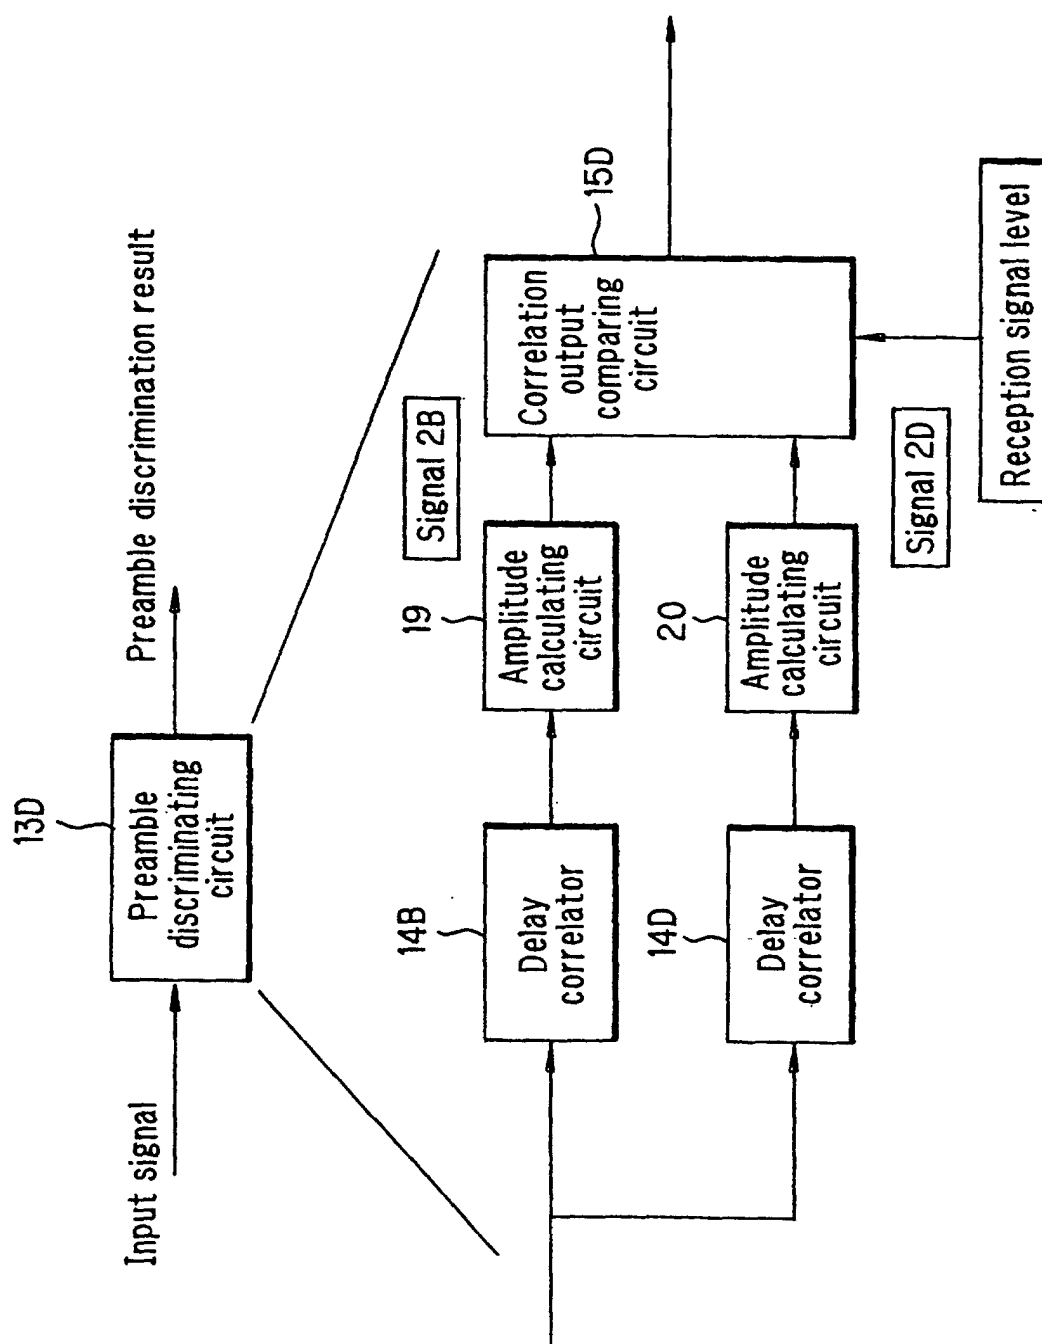 13D
Input signal
Preamble
discriminating
circuit
Preamble discrimination result
14B
Delay
correlator
19
Amplitude
calculating
circuit
Signal 2B
Correlation
output
comparing
circuit
15D
14D
Delay
correlator
20
Amplitude
calculating
circuit
Signal 2D
Reception signal level